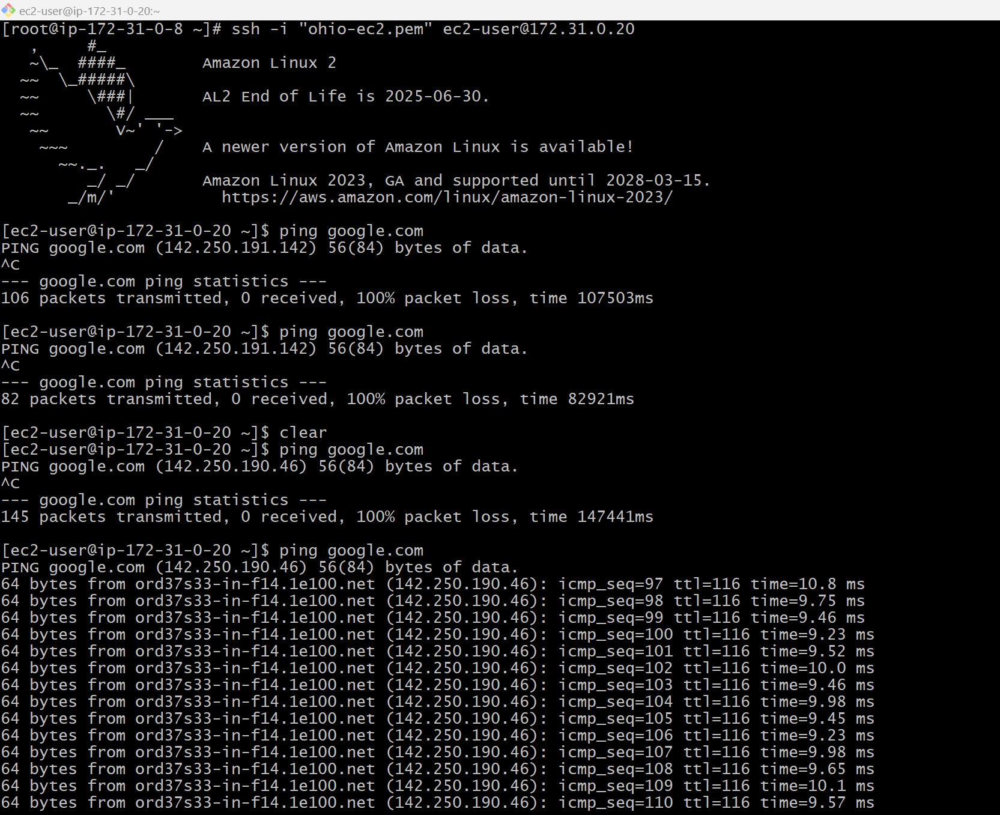 ec2-user@ip-172-31-0-20:~
[root@ip-172-31-0-8 ~]# ssh -i "ohio-ec2.pem" ec2-user@172.31.0.20
   ,     #_
   ~\_  ####_        Amazon Linux 2
  ~~  \_#####\
  ~~     \###|       AL2 End of Life is 2025-06-30.
  ~~       \#/ ___
   ~~       V~' '->
    ~~~         /    A newer version of Amazon Linux is available!
      ~~._.   _/
         _/ _/       Amazon Linux 2023, GA and supported until 2028-03-15.
       _/m/'           https://aws.amazon.com/linux/amazon-linux-2023/
[ec2-user@ip-172-31-0-20 ~]$ ping google.com
PING google.com (142.250.191.142) 56(84) bytes of data.
^C
--- google.com ping statistics ---
106 packets transmitted, 0 received, 100% packet loss, time 107503ms
[ec2-user@ip-172-31-0-20 ~]$ ping google.com
PING google.com (142.250.191.142) 56(84) bytes of data.
^C
--- google.com ping statistics ---
82 packets transmitted, 0 received, 100% packet loss, time 82921ms
[ec2-user@ip-172-31-0-20 ~]$ clear
[ec2-user@ip-172-31-0-20 ~]$ ping google.com
PING google.com (142.250.190.46) 56(84) bytes of data.
^C
--- google.com ping statistics ---
145 packets transmitted, 0 received, 100% packet loss, time 147441ms
[ec2-user@ip-172-31-0-20 ~]$ ping google.com
PING google.com (142.250.190.46) 56(84) bytes of data.
64 bytes from ord37s33-in-f14.1e100.net (142.250.190.46): icmp_seq=97 ttl=116 time=10.8 ms
64 bytes from ord37s33-in-f14.1e100.net (142.250.190.46): icmp_seq=98 ttl=116 time=9.75 ms
64 bytes from ord37s33-in-f14.1e100.net (142.250.190.46): icmp_seq=99 ttl=116 time=9.46 ms
64 bytes from ord37s33-in-f14.1e100.net (142.250.190.46): icmp_seq=100 ttl=116 time=9.23 ms
64 bytes from ord37s33-in-f14.1e100.net (142.250.190.46): icmp_seq=101 ttl=116 time=9.52 ms
64 bytes from ord37s33-in-f14.1e100.net (142.250.190.46): icmp_seq=102 ttl=116 time=10.0 ms
64 bytes from ord37s33-in-f14.1e100.net (142.250.190.46): icmp_seq=103 ttl=116 time=9.46 ms
64 bytes from ord37s33-in-f14.1e100.net (142.250.190.46): icmp_seq=104 ttl=116 time=9.98 ms
64 bytes from ord37s33-in-f14.1e100.net (142.250.190.46): icmp_seq=105 ttl=116 time=9.45 ms
64 bytes from ord37s33-in-f14.1e100.net (142.250.190.46): icmp_seq=106 ttl=116 time=9.23 ms
64 bytes from ord37s33-in-f14.1e100.net (142.250.190.46): icmp_seq=107 ttl=116 time=9.98 ms
64 bytes from ord37s33-in-f14.1e100.net (142.250.190.46): icmp_seq=108 ttl=116 time=9.65 ms
64 bytes from ord37s33-in-f14.1e100.net (142.250.190.46): icmp_seq=109 ttl=116 time=10.1 ms
64 bytes from ord37s33-in-f14.1e100.net (142.250.190.46): icmp_seq=110 ttl=116 time=9.57 ms